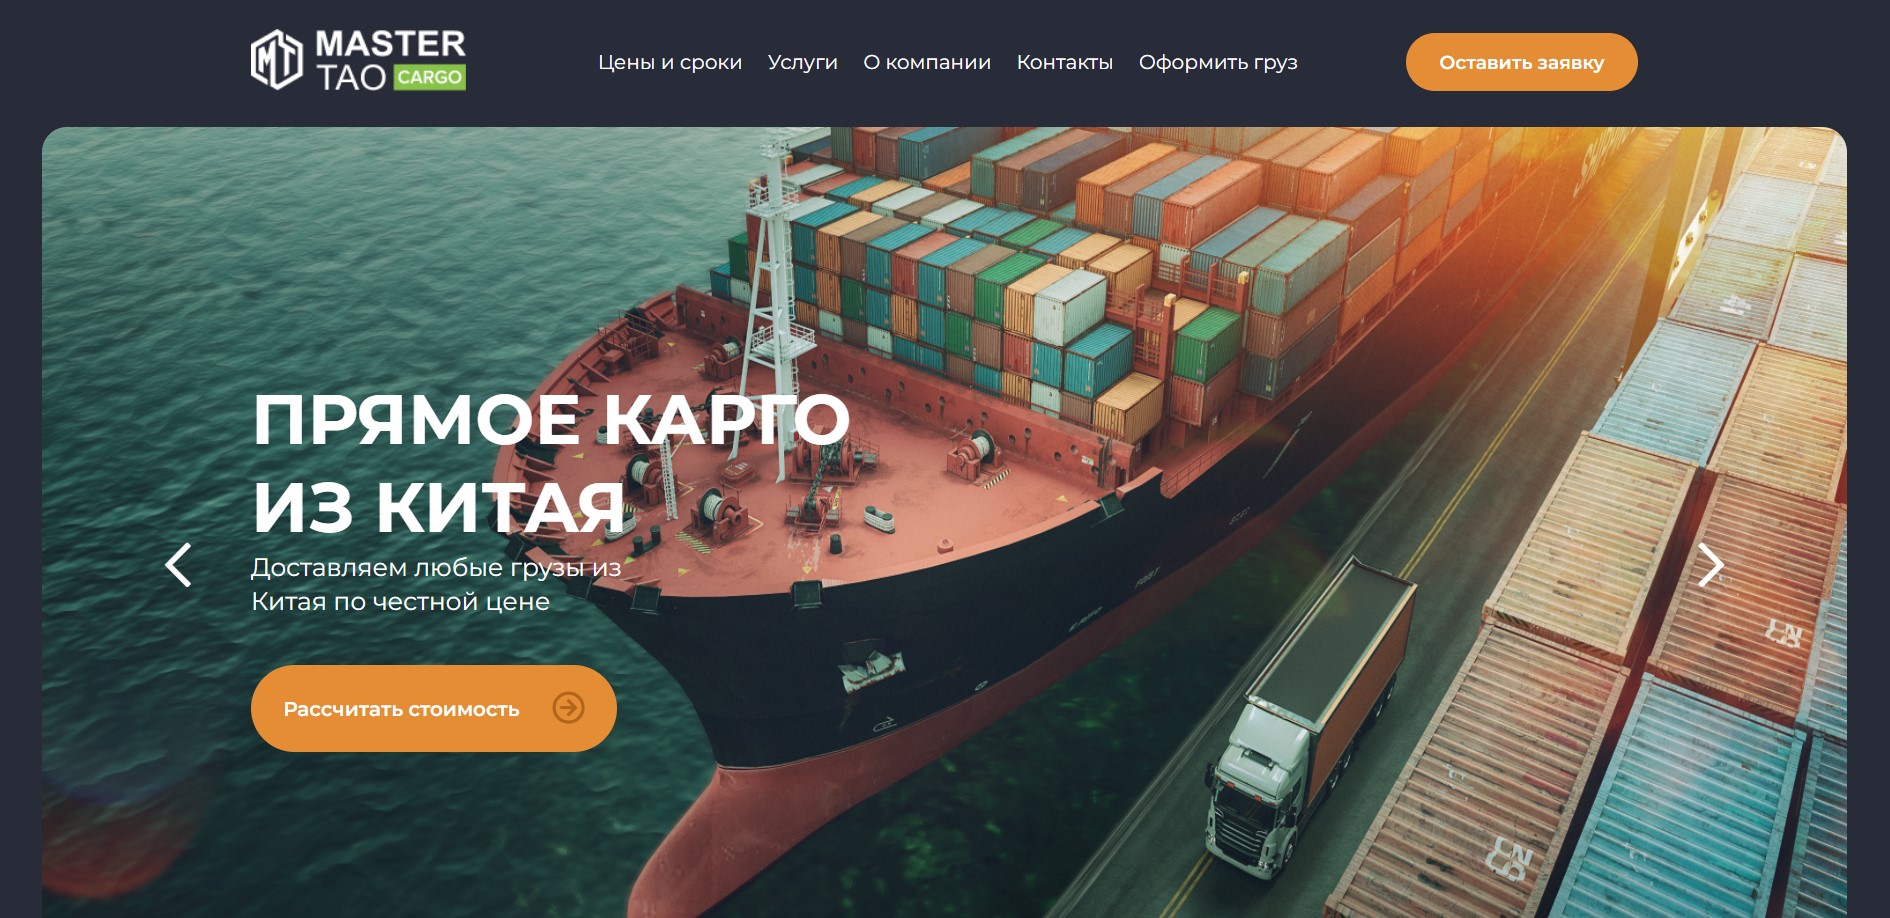 MASTER
TAO CARGO
Цены и сроки Услуги О компании Контакты Оформить груз
Оставить заявку
ПРЯМОЕ КАРГО
ИЗ КИТАЯ
Доставляем любые грузы из
Китая по честной цене
Рассчитать стоимость